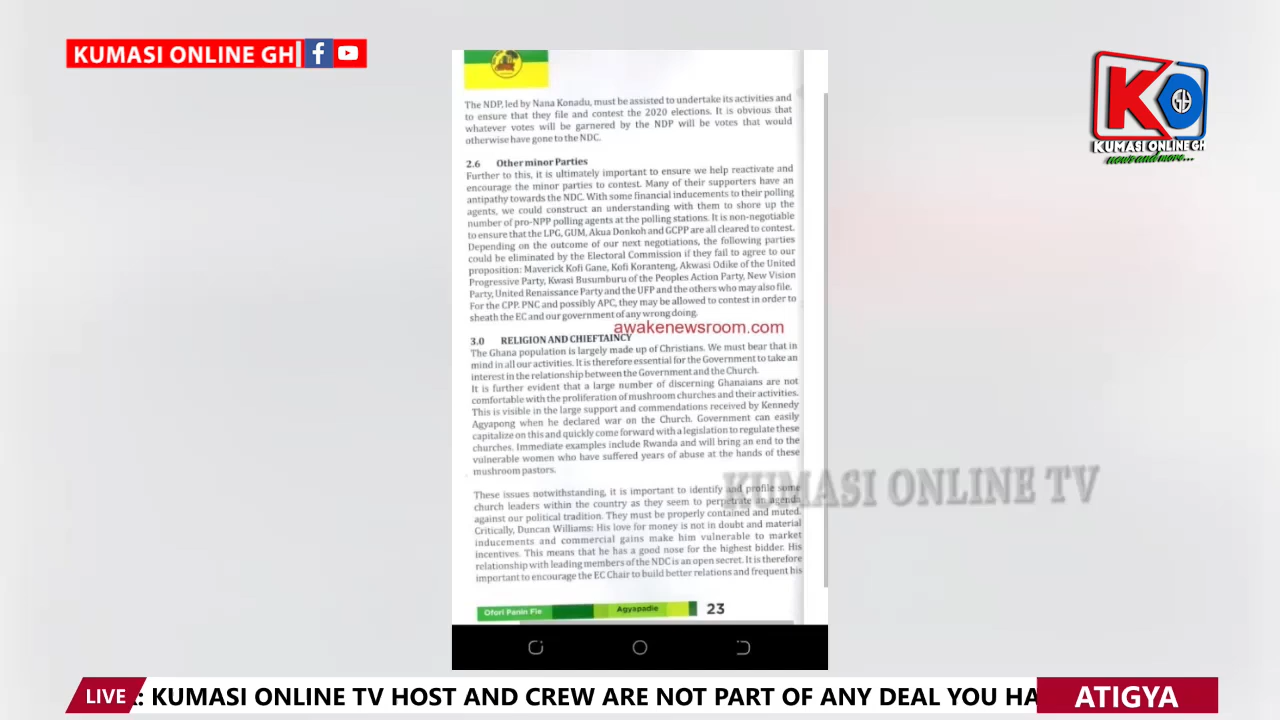 KUMASI ONLINE GH
KO
KUMASI ONLINE GH
news and more...
The NDP, led by Nana Konadu, must be assisted to undertake its activities and
to ensure that they file and contest the 2020 elections. It is obvious that
whatever votes will be garnered by the NDP will be votes that would
otherwise have gone to the NDC.
2.6 Other minor Parties
Further to this, it is ultimately important to ensure we help reactivate and
encourage the minor parties to contest. Many of their supporters have an
antipathy towards the NDC. With some financial inducements to their polling
agents, we could construct an understanding with them to shore up the
number of pro-NPP polling agents at the polling stations. It is non-negotiable
to ensure that the LPG, GUM, Akua Donkoh and GCPP are all cleared to contest.
Depending on the outcome of our next negotiations, the following parties
could be eliminated by the Electoral Commission if they fail to agree to our
proposition: Maverick Kofi Gane, Kofi Koranteng, Akwasi Odike of the United
Progressive Party, Kwasi Busumburu of the Peoples Action Party, New Vision
Party, United Renaissance Party and the UFP and the others who may also file.
For the CPP, PNC and possibly APC, they may be allowed to contest in order to
sheath the EC and our government of any wrong doing.
awakenewsroom.com
3.0 RELIGION AND CHIEFTAINCY
The Ghana population is largely made up of Christians. We must bear that in
mind in all our activities. It is therefore essential for the Government to take an
interest in the relationship between the Government and the Church.
It is further evident that a large number of discerning Ghanaians are not
comfortable with the proliferation of mushroom churches and their activities.
This is visible in the large support and commendations received by Kennedy
Agyapong when he declared war on the Church. Government can easily
capitalize on this and quickly come forward with a legislation to regulate these
churches. Immediate examples include Rwanda and will bring an end to the
vulnerable women who have suffered years of abuse at the hands of these
mushroom pastors.
KUMASI ONLINE TV
These issues notwithstanding, it is important to identify and profile some
church leaders within the country as they seem to perpetrate an agenda
against our political tradition. They must be properly contained and muted.
Critically, Duncan Williams: His love for money is not in doubt and material
inducements and commercial gains make him vulnerable to market
incentives. This means that he has a good nose for the highest bidder. His
relationship with leading members of the NDC is an open secret. It is therefore
important to encourage the EC Chair to build better relations and frequent his
Ofori Panin Fie Agyapadie 23
LIVE : KUMASI ONLINE TV HOST AND CREW ARE NOT PART OF ANY DEAL YOU HA ATIGYA